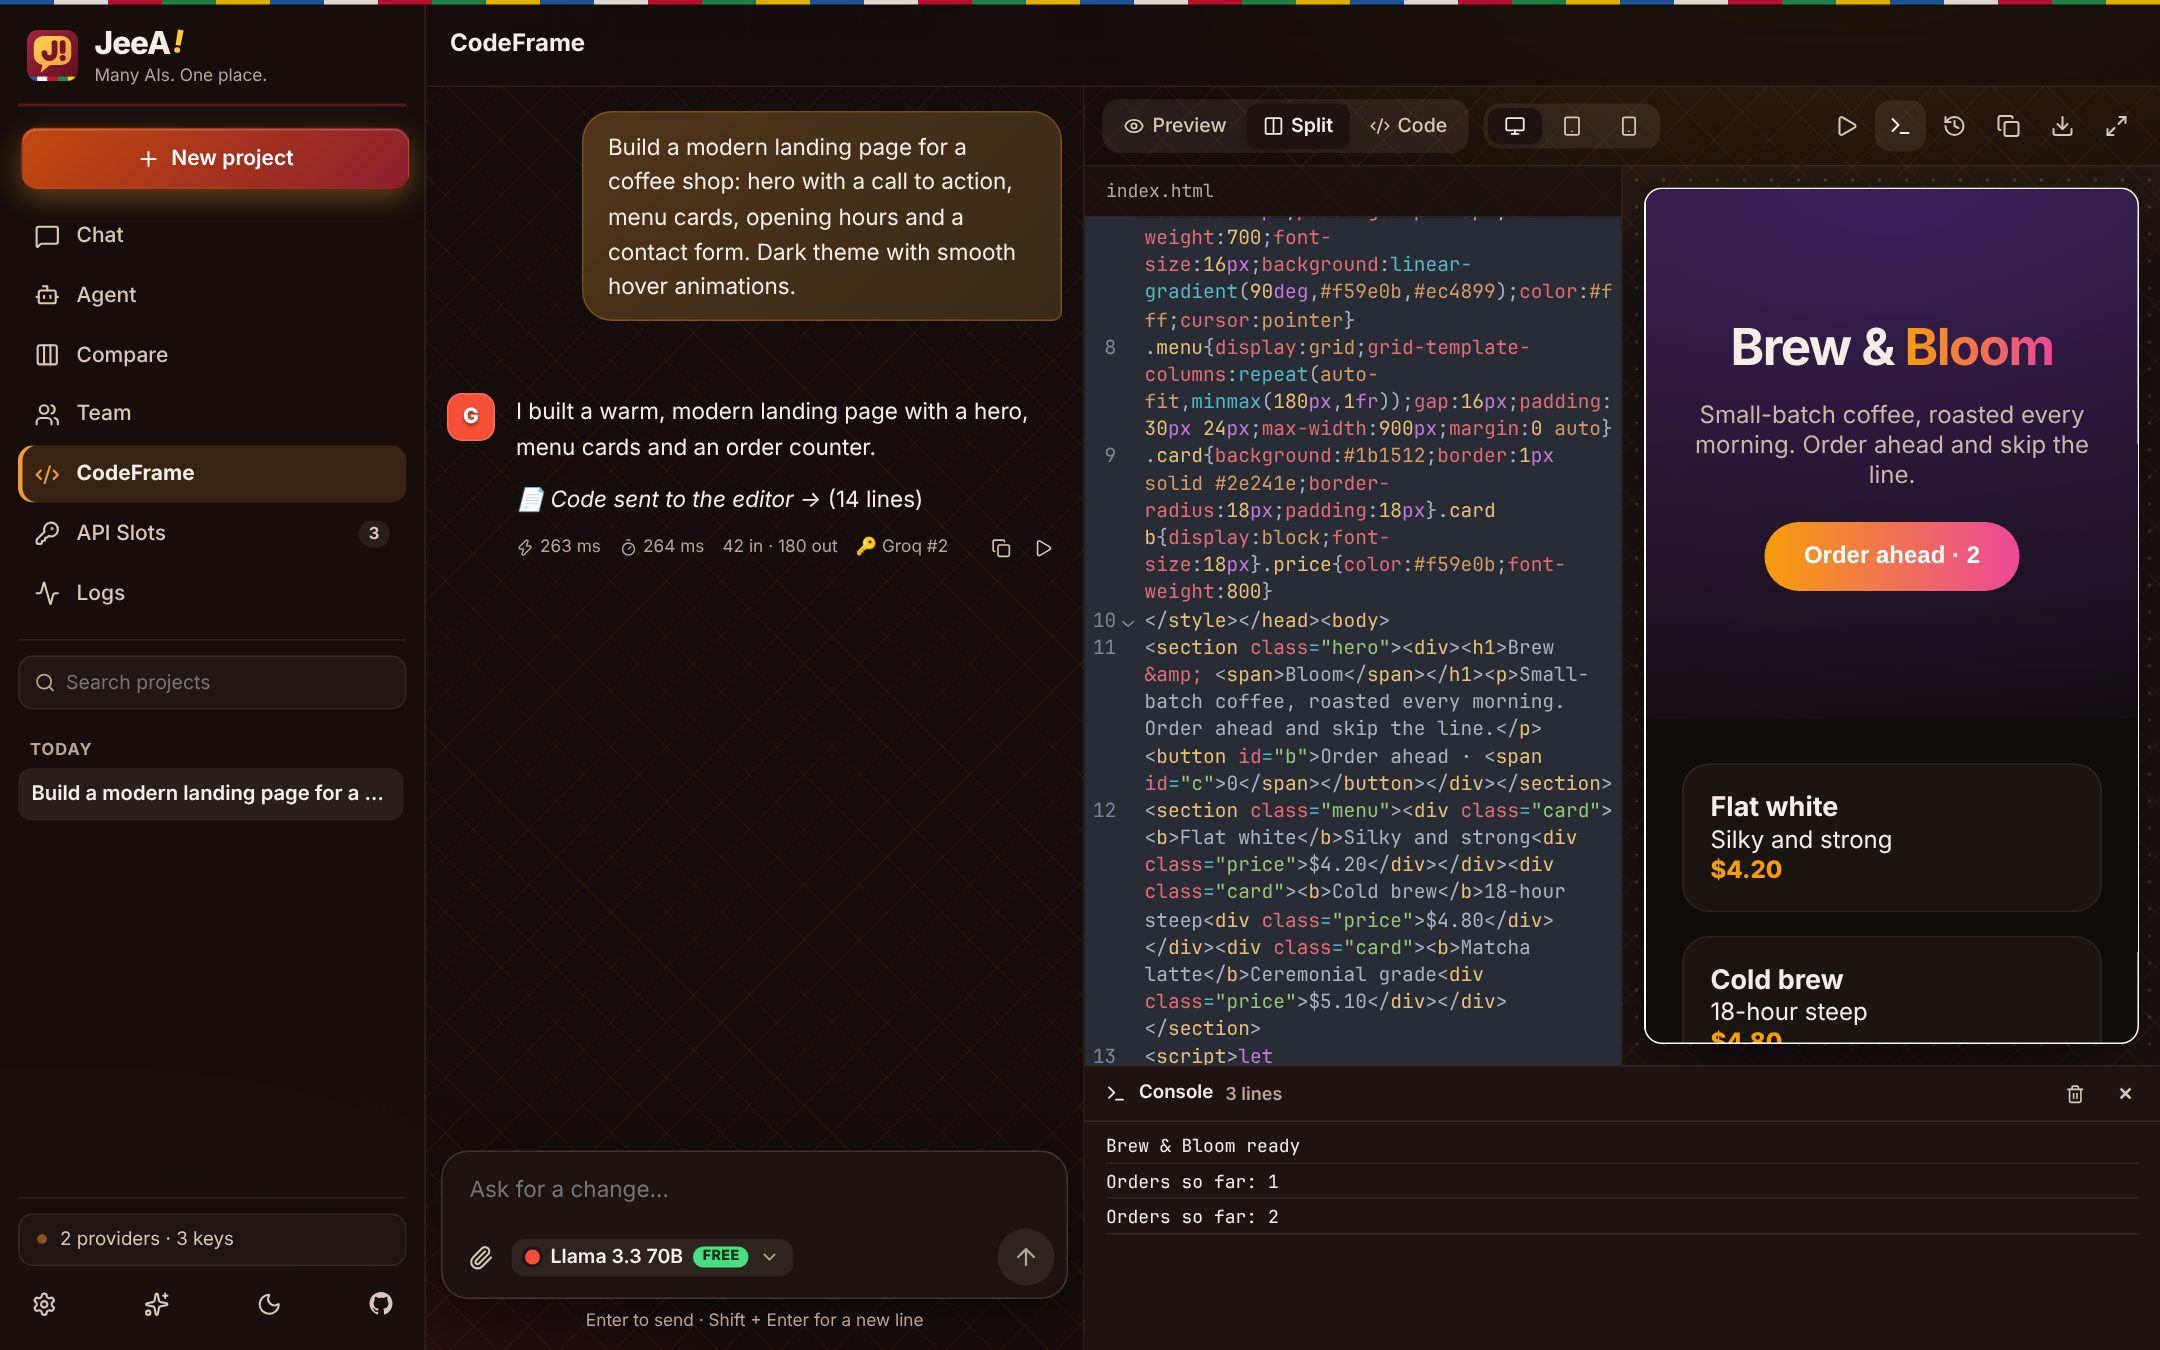 JeeA!
Many AIs. One place.
New project
Chat
Agent
Compare
Team
CodeFrame
API Slots 3
Logs
Search projects
TODAY
Build a modern landing page for a ...
2 providers · 3 keys
CodeFrame
Build a modern landing page for a
coffee shop: hero with a call to action,
menu cards, opening hours and a
contact form. Dark theme with smooth
hover animations.
G
I built a warm, modern landing page with a hero,
menu cards and an order counter.
Code sent to the editor → (14 lines)
263 ms 264 ms 42 in · 180 out Groq #2
Ask for a change...
Llama 3.3 70B FREE
Enter to send · Shift + Enter for a new line
Preview Split Code
index.html
weight:700;font-
size:16px;background:linear-
gradient(90deg,#f59e0b,#ec4899);color:#f
ff;cursor:pointer}
8 .menu{display:grid;grid-template-
columns:repeat(auto-
fit,minmax(180px,1fr));gap:16px;padding:
30px 24px;max-width:900px;margin:0 auto}
9 .card{background:#1b1512;border:1px
solid #2e241e;border-
radius:18px;padding:18px}.card
b{display:block;font-
size:18px}.price{color:#f59e0b;font-
weight:800}
10 </style></head><body>
11 <section class="hero"><div><h1>Brew
&amp; <span>Bloom</span></h1><p>Small-
batch coffee, roasted every morning.
Order ahead and skip the line.</p>
<button id="b">Order ahead · <span
id="c">0</span></button></div></section>
12 <section class="menu"><div class="card">
<b>Flat white</b>Silky and strong<div
class="price">$4.20</div></div><div
class="card"><b>Cold brew</b>18-hour
steep<div class="price">$4.80</div>
</div><div class="card"><b>Matcha
latte</b>Ceremonial grade<div
class="price">$5.10</div></div>
</section>
13 <script>let
Brew & Bloom
Small-batch coffee, roasted every
morning. Order ahead and skip the
line.
Order ahead · 2
Flat white
Silky and strong
$4.20
Cold brew
18-hour steep
$4.80
Console 3 lines
Brew & Bloom ready
Orders so far: 1
Orders so far: 2